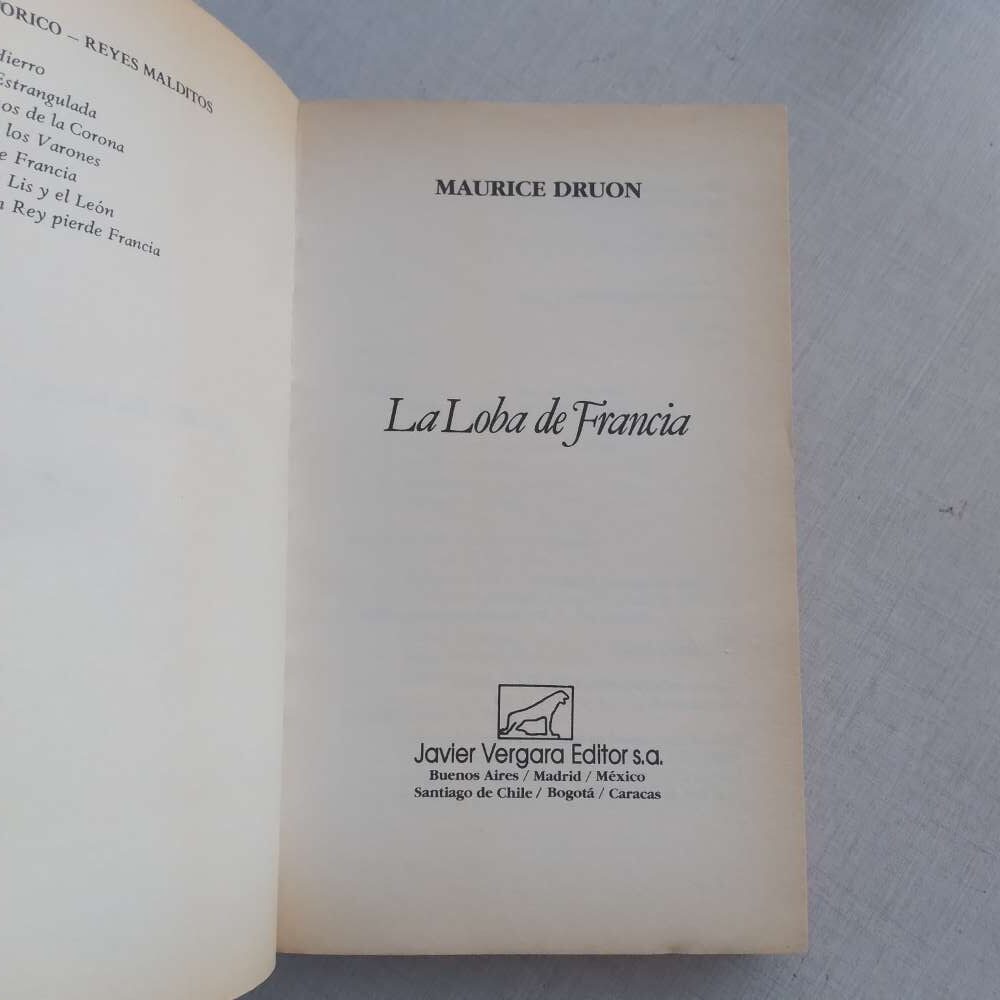 ORICO – REYES MALDITOS
Hierro
Estrangulada
os de la Corona
los Varones
e Francia
Lis y el León
n Rey pierde Francia
MAURICE DRUON
La Loba de Francia
Javier Vergara Editor s.a.
Buenos Aires / Madrid / México
Santiago de Chile / Bogotá / Caracas